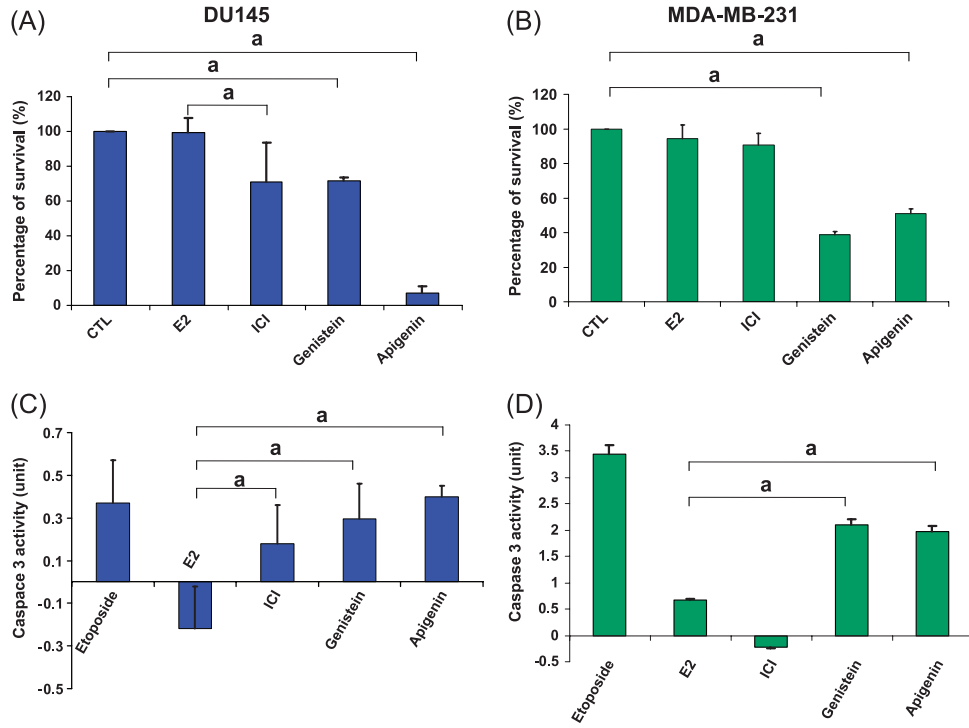 (A)
DU145
a
a
a
120
100
80
60
40
20
0
Percentage of survival (%)
CTL
E2
ICI
Genistein
Apigenin
(B)
MDA-MB-231
a
a
120
100
80
60
40
20
0
Percentage of survival (%)
CTL
E2
ICI
Genistein
Apigenin
(C)
a
a
a
0.7
0.5
0.3
0.1
-0.1
-0.3
-0.5
Caspace 3 activity (unit)
Etoposide
E2
ICI
Genistein
Apigenin
(D)
a
a
4
3.5
3
2.5
2
1.5
1
0.5
0
-0.5
Caspase 3 activity (unit)
Etoposide
E2
ICI
Genistein
Apigenin